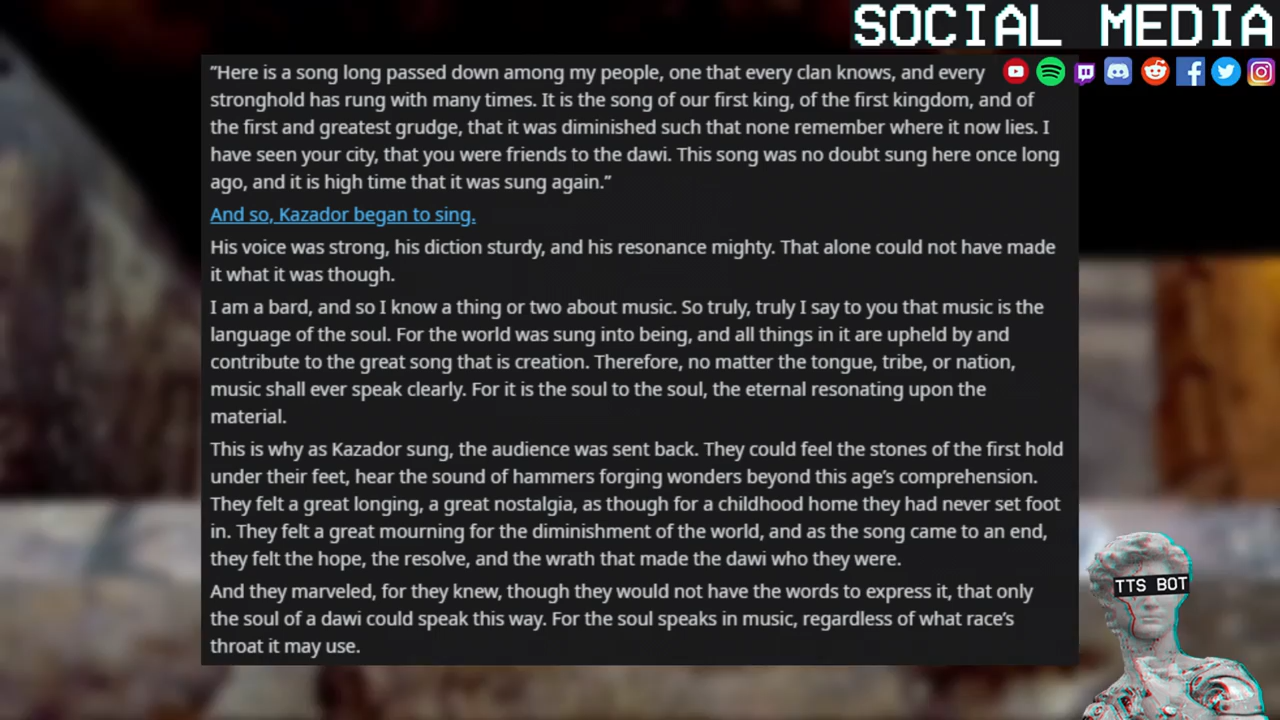 SOCIAL MEDIA
"Here is a song long passed down among my people, one that every clan knows, and every
stronghold has rung with many times. It is the song of our first king, of the first kingdom, and of
the first and greatest grudge, that it was diminished such that none remember where it now lies. I
have seen your city, that you were friends to the dawi. This song was no doubt sung here once long
ago, and it is high time that it was sung again."
And so, Kazador began to sing.
His voice was strong, his diction sturdy, and his resonance mighty. That alone could not have made
it what it was though.
I am a bard, and so I know a thing or two about music. So truly, truly I say to you that music is the
language of the soul. For the world was sung into being, and all things in it are upheld by and
contribute to the great song that is creation. Therefore, no matter the tongue, tribe, or nation,
music shall ever speak clearly. For it is the soul to the soul, the eternal resonating upon the
material.
This is why as Kazador sung, the audience was sent back. They could feel the stones of the first hold
under their feet, hear the sound of hammers forging wonders beyond this age's comprehension.
They felt a great longing, a great nostalgia, as though for a childhood home they had never set foot
in. They felt a great mourning for the diminishment of the world, and as the song came to an end,
they felt the hope, the resolve, and the wrath that made the dawi who they were.
And they marveled, for they knew, though they would not have the words to express it, that only
the soul of a dawi could speak this way. For the soul speaks in music, regardless of what race's
throat it may use.
TTS BOT